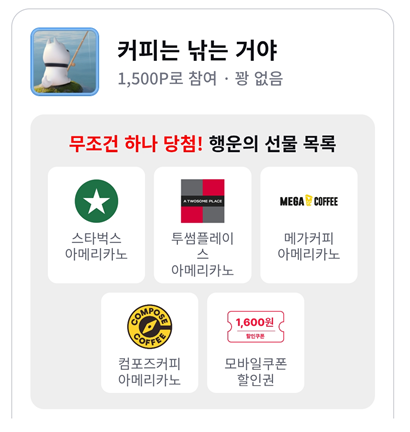 커피는 낚는 거야
1,500P로 참여 · 꽝 없음
무조건 하나 당첨! 행운의 선물 목록
스타벅스
아메리카노
A TWOSOME PLACE
투썸플레이
스
아메리카노
MEGA COFFEE
메가커피
아메리카노
COMPOSE
COFFEE
컴포즈커피
아메리카노
1,600원
할인쿠폰
모바일쿠폰
할인권